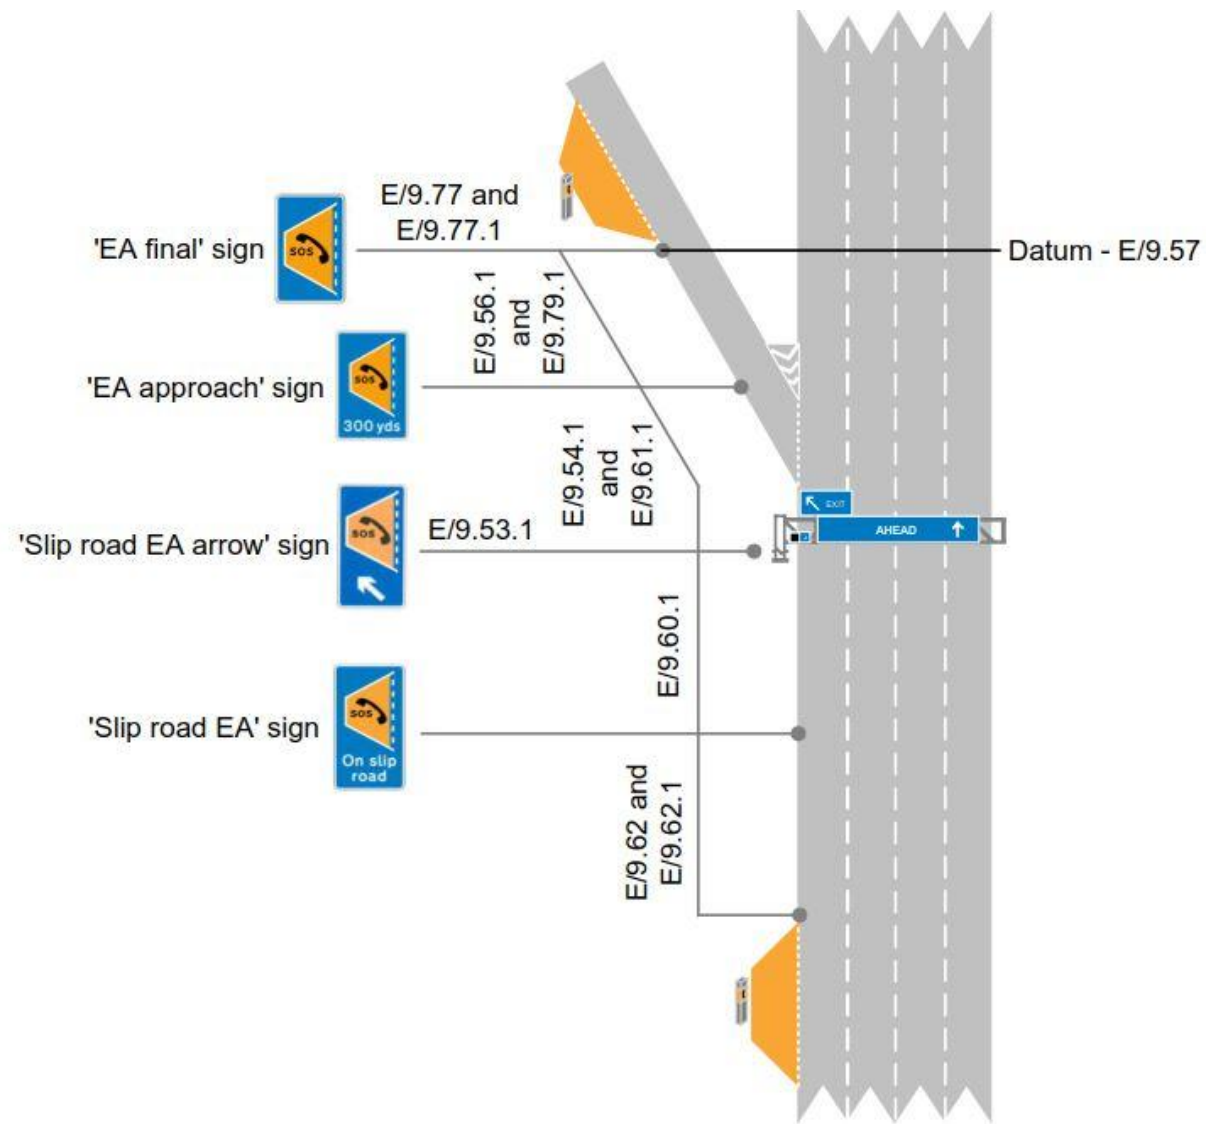 E/9.77 and
E/9.77.1
'EA final' sign
sos
Datum - E/9.57
E/9.56.1
and
E/9.79.1
'EA approach' sign
sos
300 yds
E/9.54.1
and
E/9.61.1
'Slip road EA arrow' sign
sos
E/9.53.1
EXIT
AHEAD
E/9.60.1
'Slip road EA' sign
sos
On slip
road
E/9.62 and
E/9.62.1